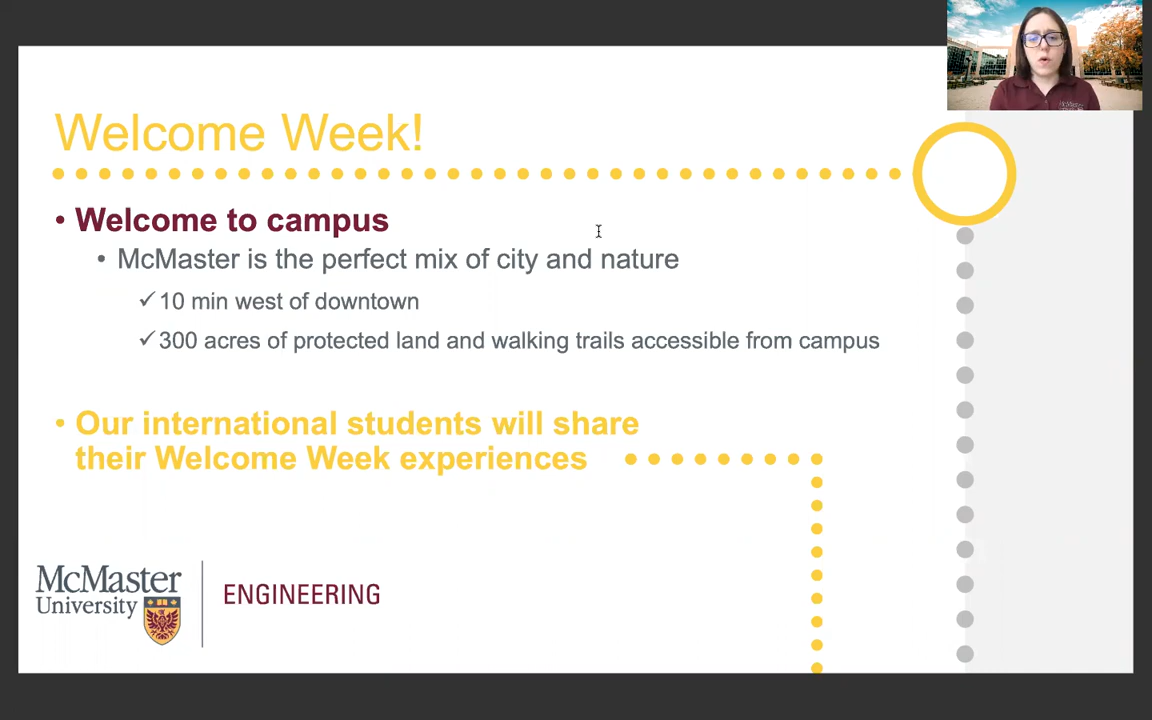 Welcome Week!
• Welcome to campus
• McMaster is the perfect mix of city and nature
✓10 min west of downtown
✓300 acres of protected land and walking trails accessible from campus
• Our international students will share
their Welcome Week experiences
McMaster
University
ENGINEERING